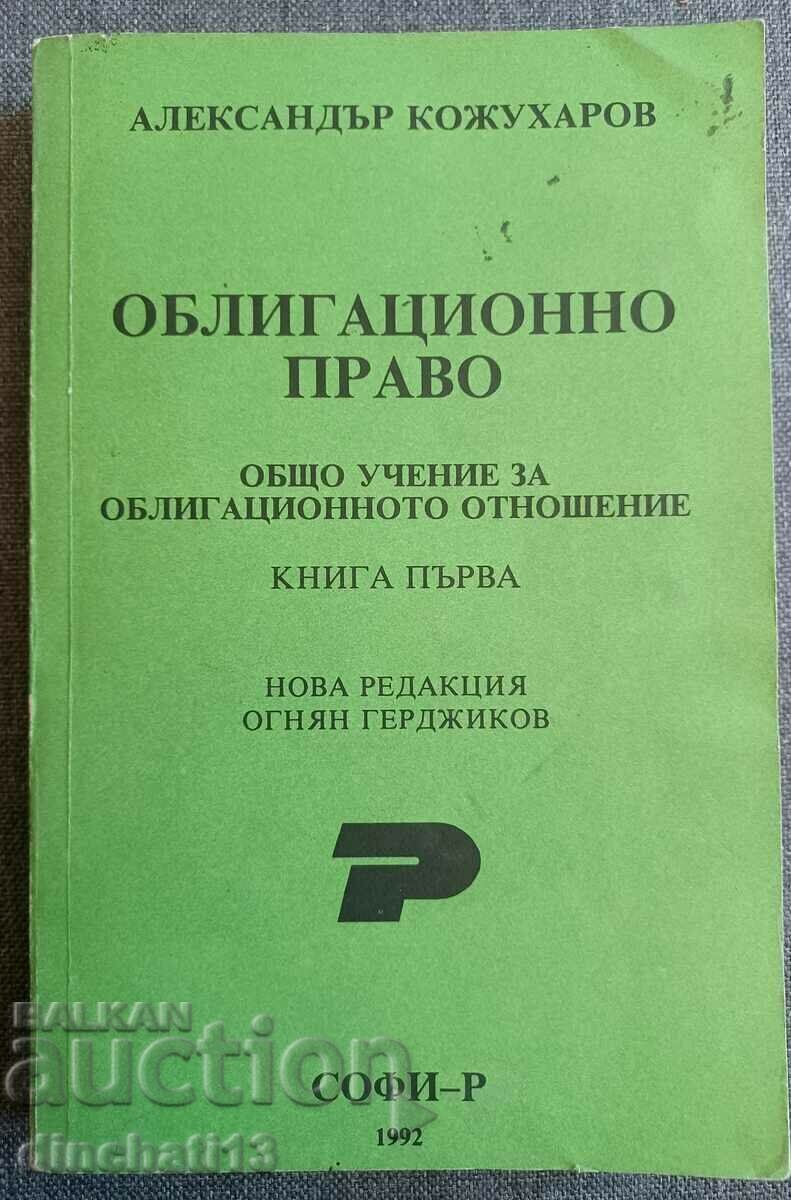 АЛЕКСАНДЪР КОЖУХАРОВ
ОБЛИГАЦИОННО
ПРАВО
ОБЩО УЧЕНИЕ ЗА
ОБЛИГАЦИОННОТО ОТНОШЕНИЕ
КНИГА ПЪРВА
НОВА РЕДАКЦИЯ
ОГНЯН ГЕРДЖИКОВ
P
BALKAN
auction
СОФИ–Р
1992
dinchati13